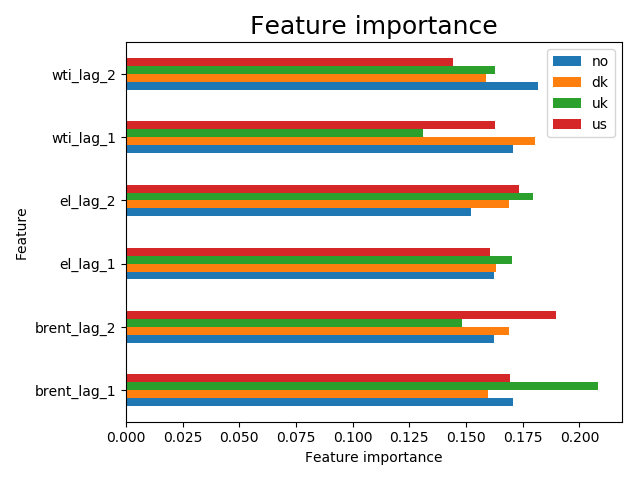 Feature importance
no
dk
uk
us
wti_lag_2
wti_lag_1
el_lag_2
el_lag_1
brent_lag_2
brent_lag_1
Feature
0.000 0.025 0.050 0.075 0.100 0.125 0.150 0.175 0.200
Feature importance